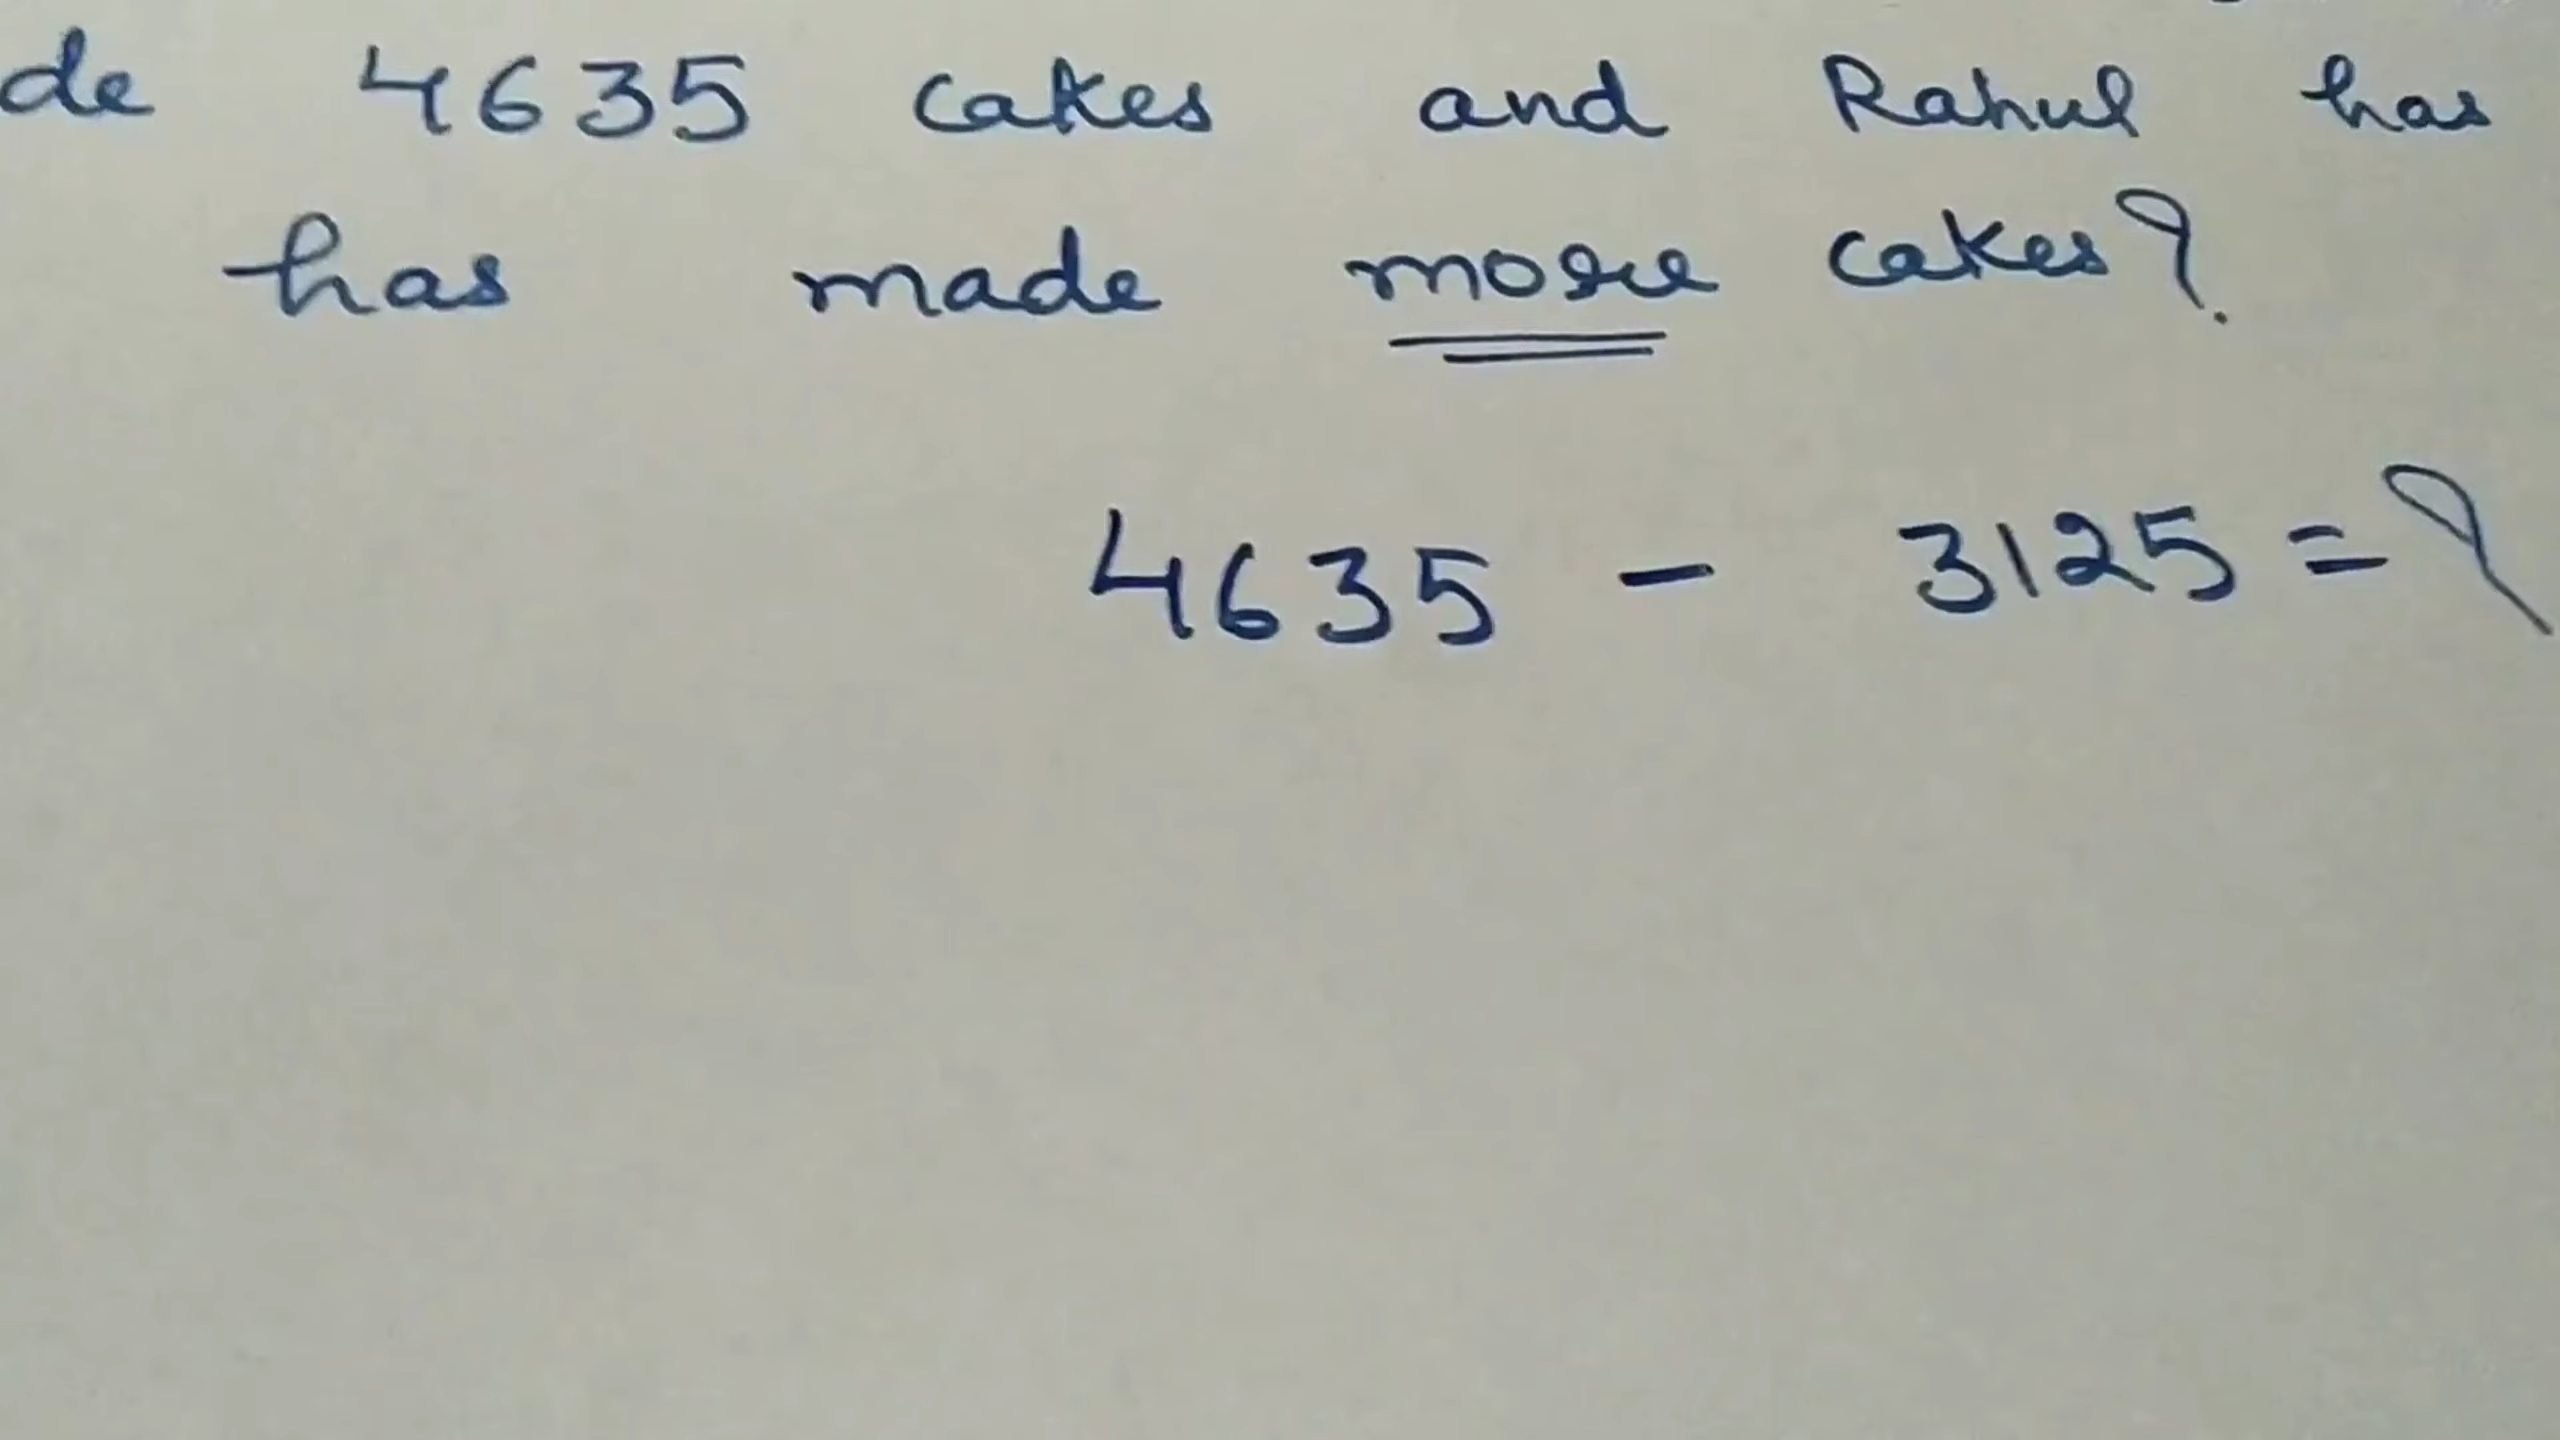 de 4635 cakes and Rahul has
has made more cakes?
4635 - 3125 = ?